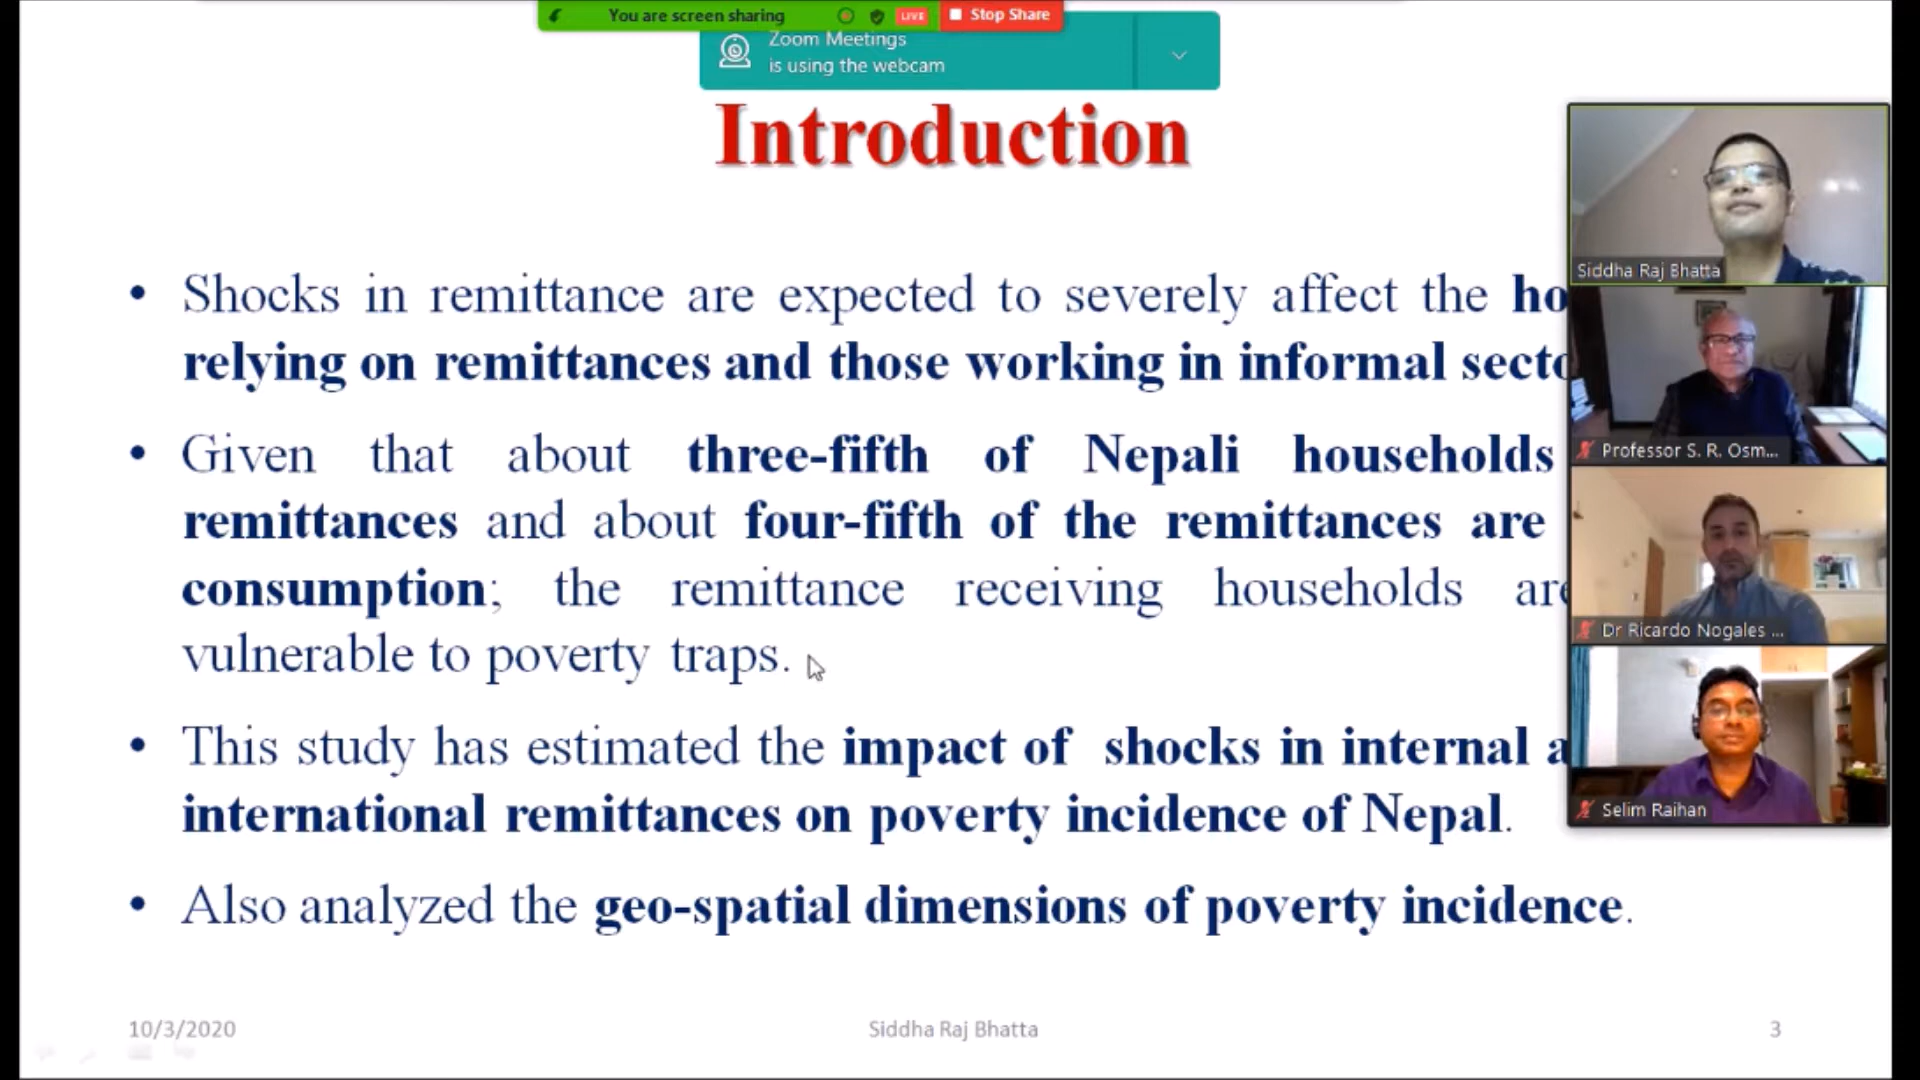 You are screen sharing LIVE Stop Share
Zoom Meetings
is using the webcam
Introduction
• Shocks in remittance are expected to severely affect the
relying on remittances and those working in informal
• Given that about three-fifth of Nepali households
remittances and about four-fifth of the remittances are
consumption; the remittance receiving households
vulnerable to poverty traps.
• This study has estimated the impact of shocks in internal
international remittances on poverty incidence of Nepal.
• Also analyzed the geo-spatial dimensions of poverty incidence.
Siddha Raj Bhatta
Professor S. R. Osm...
Dr Ricardo Nogales ...
Selim Raihan
10/3/2020 Siddha Raj Bhatta 3